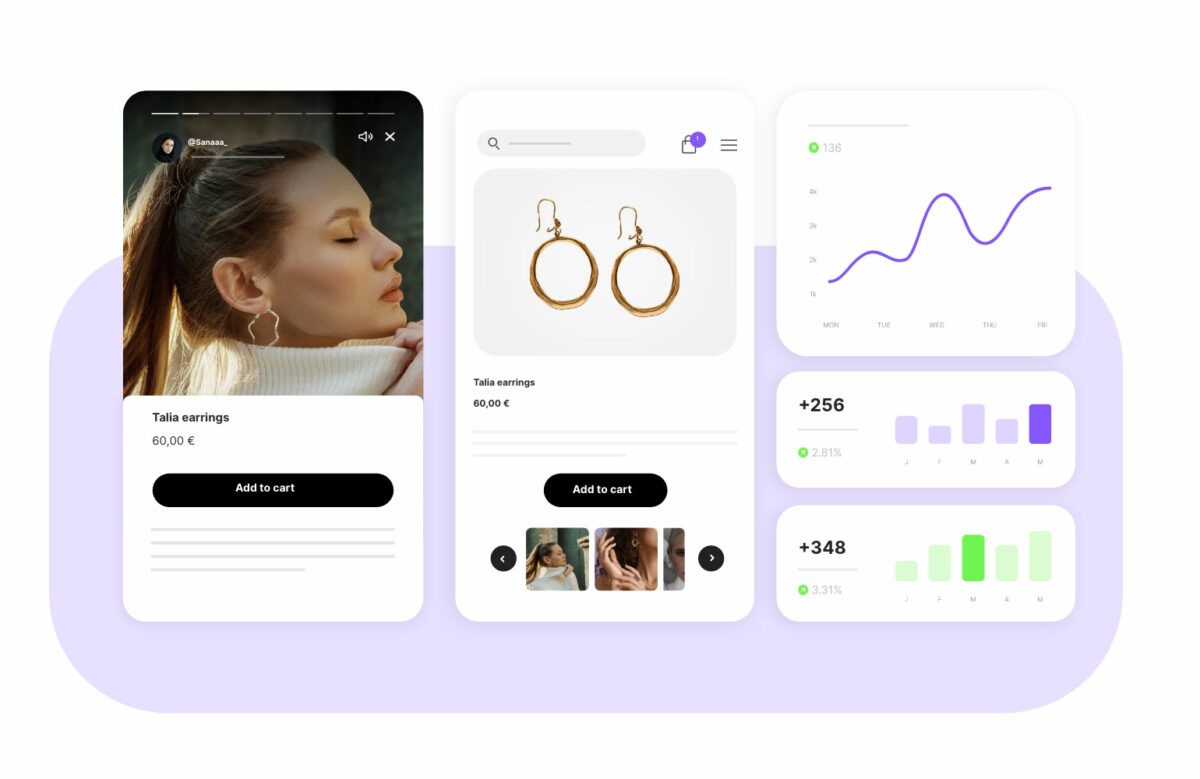 @Sanaaa_
Talia earrings
60,00 €
Add to cart
1
Talia earrings
60,00 €
Add to cart
136
4k
3k
2k
1k
MON TUE WED THU FRI
+256
2.81%
J F M A M
+348
3.31%
J F M A M